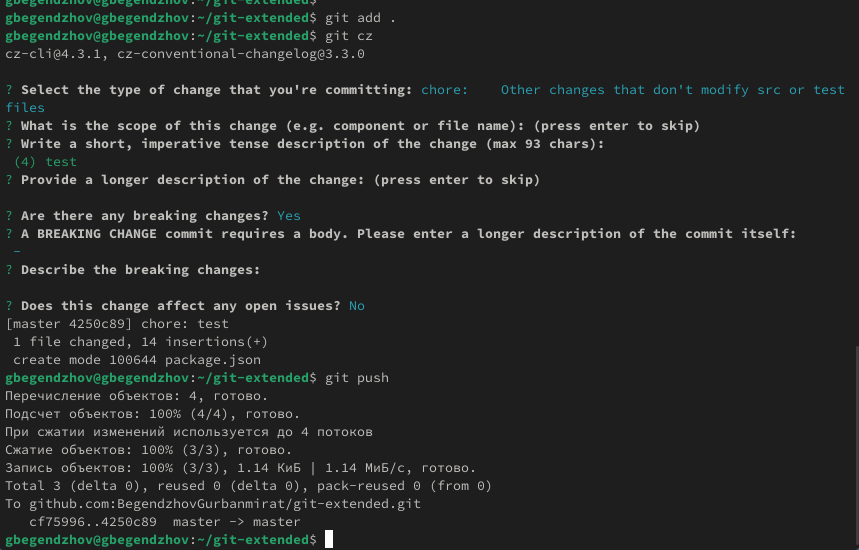 gbegendzhov@gbegendzhov:~/git-extended$
gbegendzhov@gbegendzhov:~/git-extended$ git add .
gbegendzhov@gbegendzhov:~/git-extended$ git cz
cz-cli@4.3.1, cz-conventional-changelog@3.3.0
? Select the type of change that you're committing: chore:    Other changes that don't modify src or test
files
? What is the scope of this change (e.g. component or file name): (press enter to skip)
? Write a short, imperative tense description of the change (max 93 chars):
(4) test
? Provide a longer description of the change: (press enter to skip)
? Are there any breaking changes? Yes
? A BREAKING CHANGE commit requires a body. Please enter a longer description of the commit itself:
–
? Describe the breaking changes:
? Does this change affect any open issues? No
[master 4250c89] chore: test
1 file changed, 14 insertions(+)
create mode 100644 package.json
gbegendzhov@gbegendzhov:~/git-extended$ git push
Перечисление объектов: 4, готово.
Подсчет объектов: 100% (4/4), готово.
При сжатии изменений используется до 4 потоков
Сжатие объектов: 100% (3/3), готово.
Запись объектов: 100% (3/3), 1.14 КиБ | 1.14 МиБ/с, готово.
Total 3 (delta 0), reused 0 (delta 0), pack-reused 0 (from 0)
To github.com:BegendzhovGurbanmirat/git-extended.git
cf75996..4250c89  master -> master
gbegendzhov@gbegendzhov:~/git-extended$